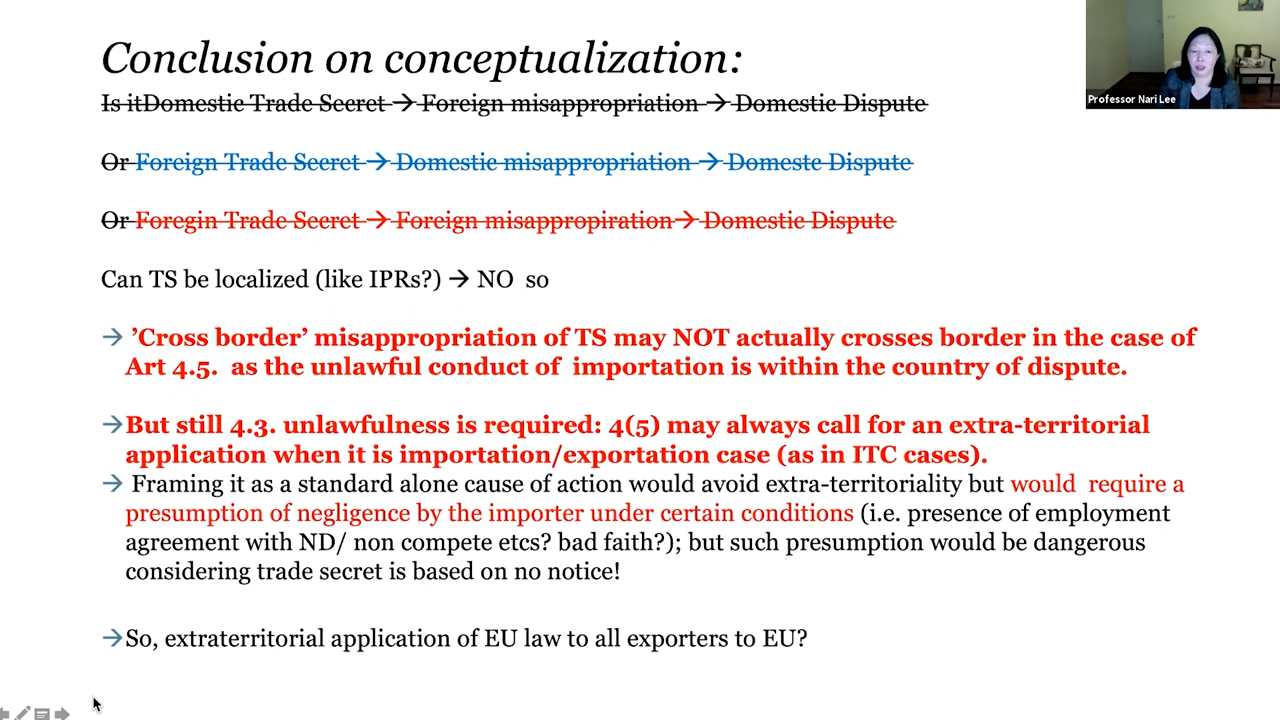 Conclusion on conceptualization:
Professor Nari Lee
Is itDomestic Trade Secret → Foreign misappropriation → Domestic Dispute
Or Foreign Trade Secret → Domestic misappropriation → Domeste Dispute
Or Foregin Trade Secret → Foreign misappropiration→ Domestic Dispute
Can TS be localized (like IPRs?) → NO so
→ ’Cross border’ misappropriation of TS may NOT actually crosses border in the case of
Art 4.5. as the unlawful conduct of importation is within the country of dispute.
→But still 4.3. unlawfulness is required: 4(5) may always call for an extra-territorial
application when it is importation/exportation case (as in ITC cases).
→ Framing it as a standard alone cause of action would avoid extra-territoriality but would require a
presumption of negligence by the importer under certain conditions (i.e. presence of employment
agreement with ND/ non compete etcs? bad faith?); but such presumption would be dangerous
considering trade secret is based on no notice!
→So, extraterritorial application of EU law to all exporters to EU?